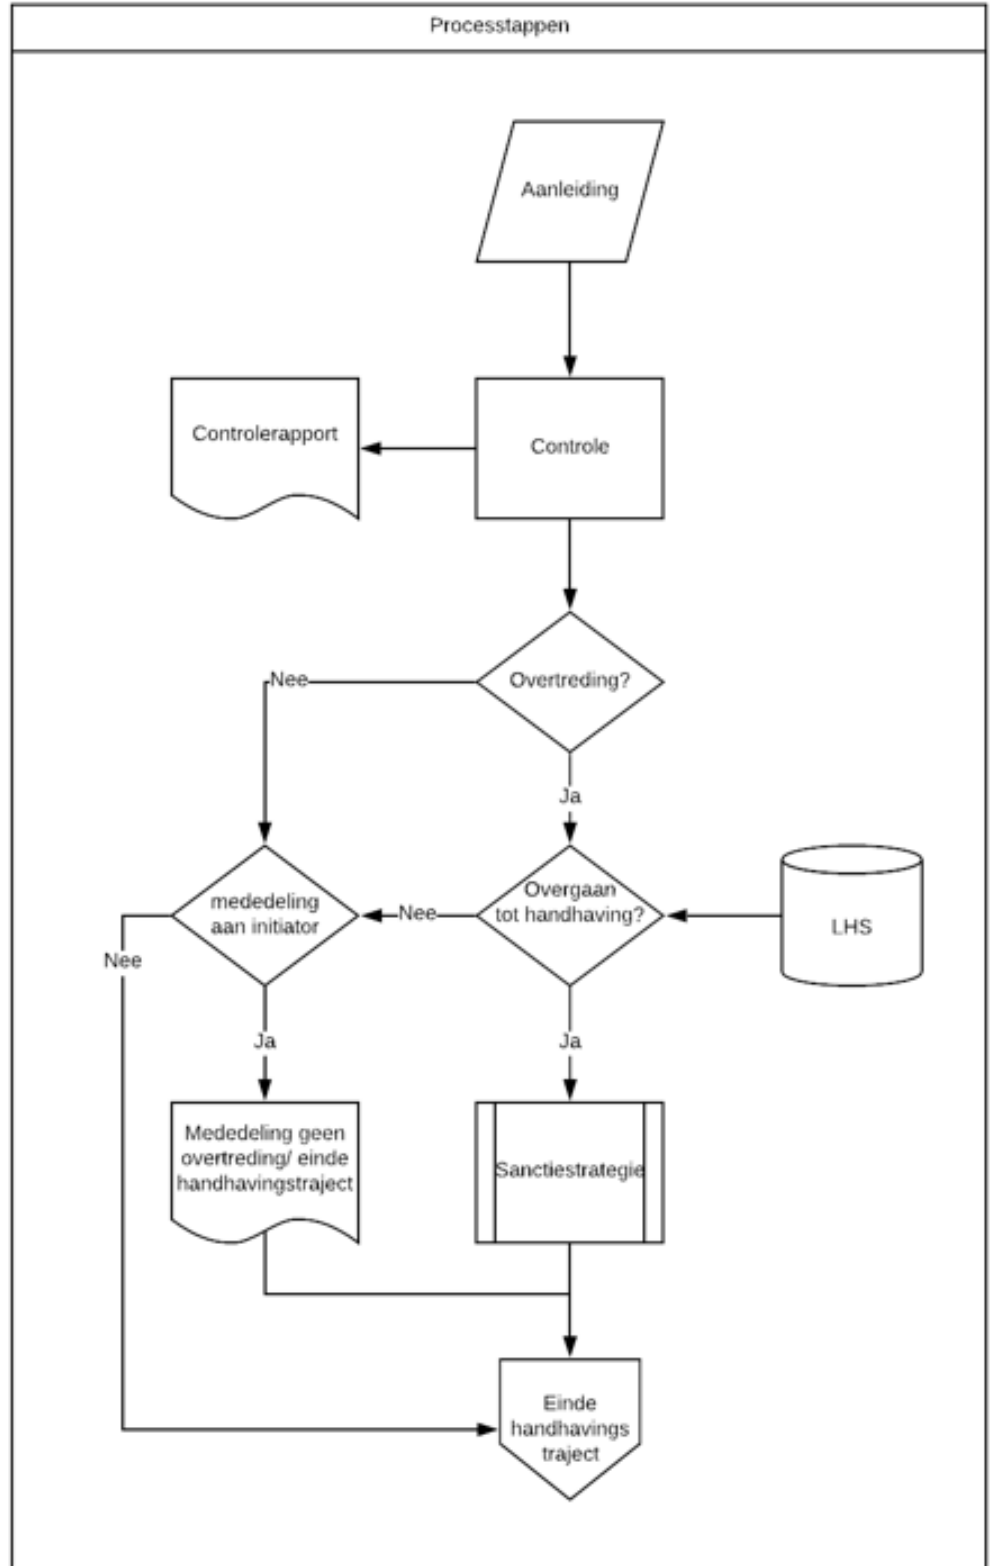 Processtappen
Aanleiding
Controlerapport
Controle
Overtreding?
Nee
Ja
mededeling
aan initiator
Nee
Overgaan
tot handhaving?
LHS
Nee
Ja
Ja
Mededeling geen
overtreding/ einde
handhavingstraject
Sanctiestrategie
Einde
handhavings
traject